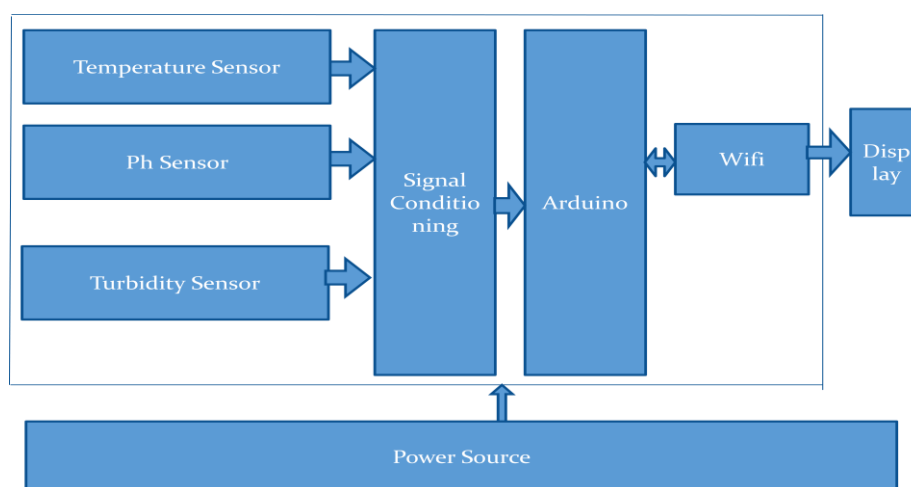 Temperature Sensor
Ph Sensor
Turbidity Sensor
Signal
Conditio
ning
Arduino
Wifi
Disp
lay
Power Source